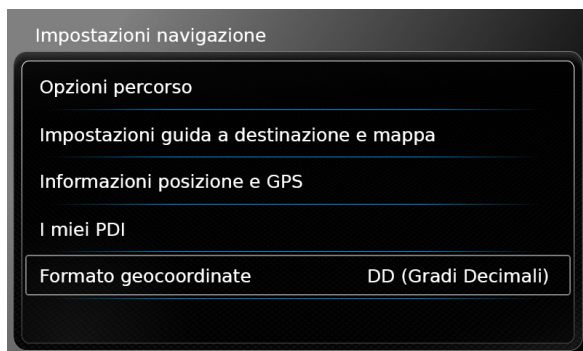 Impostazioni navigazione
Opzioni percorso
Impostazioni guida a destinazione e mappa
Informazioni posizione e GPS
I miei PDI
Formato geocoordinate DD (Gradi Decimali)